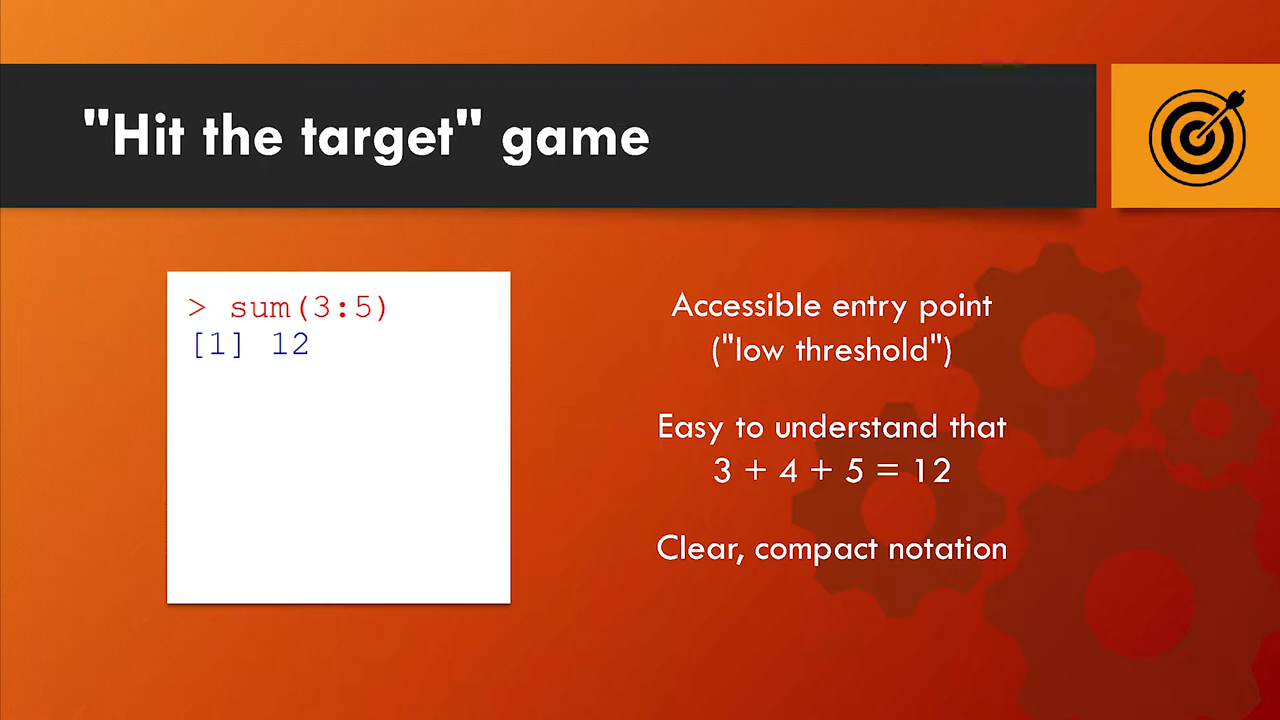 "Hit the target" game
> sum(3:5)
[1] 12
Accessible entry point
("low threshold")
Easy to understand that
3 + 4 + 5 = 12
Clear, compact notation